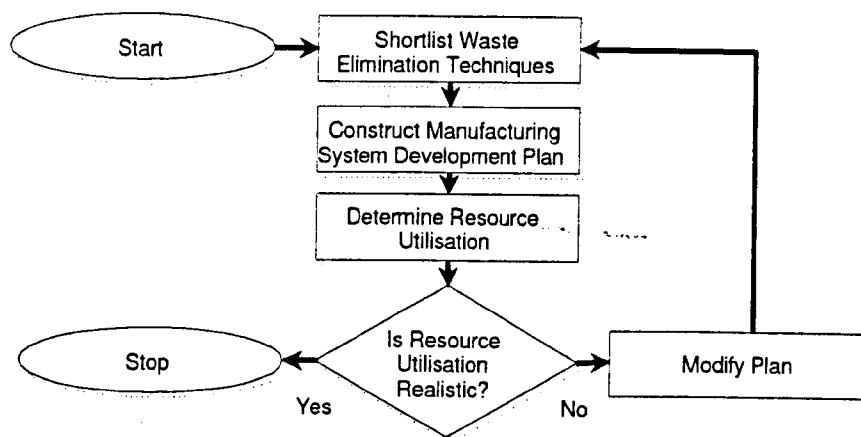 Start
Shortlist Waste
Elimination Techniques
Construct Manufacturing
System Development Plan
Determine Resource
Utilisation
Is Resource
Utilisation
Realistic?
Stop
Yes
No
Modify Plan